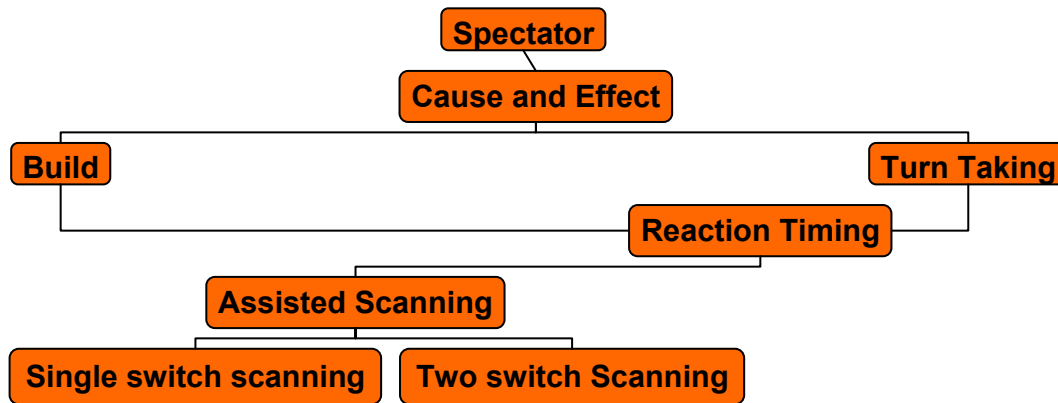 Spectator
Cause and Effect
Build
Turn Taking
Reaction Timing
Assisted Scanning
Single switch scanning
Two switch Scanning